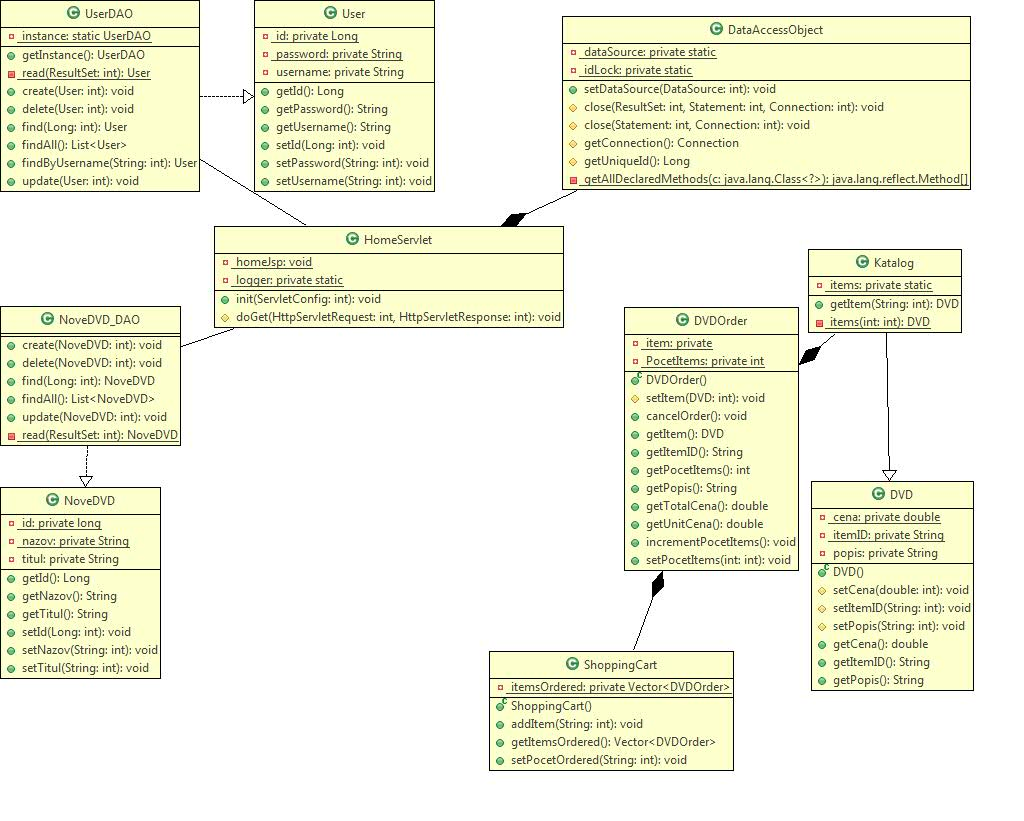 UserDAO
instance: static UserDAO
getInstance(): UserDAO
read(ResultSet: int): User
create(User: int): void
delete(User: int): void
find(Long: int): User
findAll(): List<User>
findByUsername(String: int): User
update(User: int): void
User
id: private Long
password: private String
username: private String
getId(): Long
getPassword(): String
getUsername(): String
setId(Long: int): void
setPassword(String: int): void
setUsername(String: int): void
DataAccessObject
dataSource: private static
idLock: private static
setDataSource(DataSource: int): void
close(ResultSet: int, Statement: int, Connection: int): void
close(Statement: int, Connection: int): void
getConnection(): Connection
getUniqueId(): Long
getAllDeclaredMethods(c: java.lang.Class<?>): java.lang.reflect.Method[]
HomeServlet
homeJsp: void
logger: private static
init(ServletConfig: int): void
doGet(HttpServletRequest: int, HttpServletResponse: int): void
Katalog
items: private static
getItem(String: int): DVD
items(int: int): DVD
NoveDVD_DAO
create(NoveDVD: int): void
delete(NoveDVD: int): void
find(Long: int): NoveDVD
findAll(): List<NoveDVD>
update(NoveDVD: int): void
read(ResultSet: int): NoveDVD
DVDOrder
item: private
PocetItems: private int
DVDOrder()
setItem(DVD: int): void
cancelOrder(): void
getItem(): DVD
getItemID(): String
getPocetItems(): int
getPopis(): String
getTotalCena(): double
getUnitCena(): double
incrementPocetItems(): void
setPocetItems(int: int): void
NoveDVD
id: private long
nazov: private String
titul: private String
getId(): Long
getNazov(): String
getTitul(): String
setId(Long: int): void
setNazov(String: int): void
setTitul(String: int): void
DVD
cena: private double
itemID: private String
popis: private String
DVD()
setCena(double: int): void
setItemID(String: int): void
setPopis(String: int): void
getCena(): double
getItemID(): String
getPopis(): String
ShoppingCart
itemsOrdered: private Vector<DVDOrder>
ShoppingCart()
addItem(String: int): void
getItemsOrdered(): Vector<DVDOrder>
setPocetOrdered(String: int): void